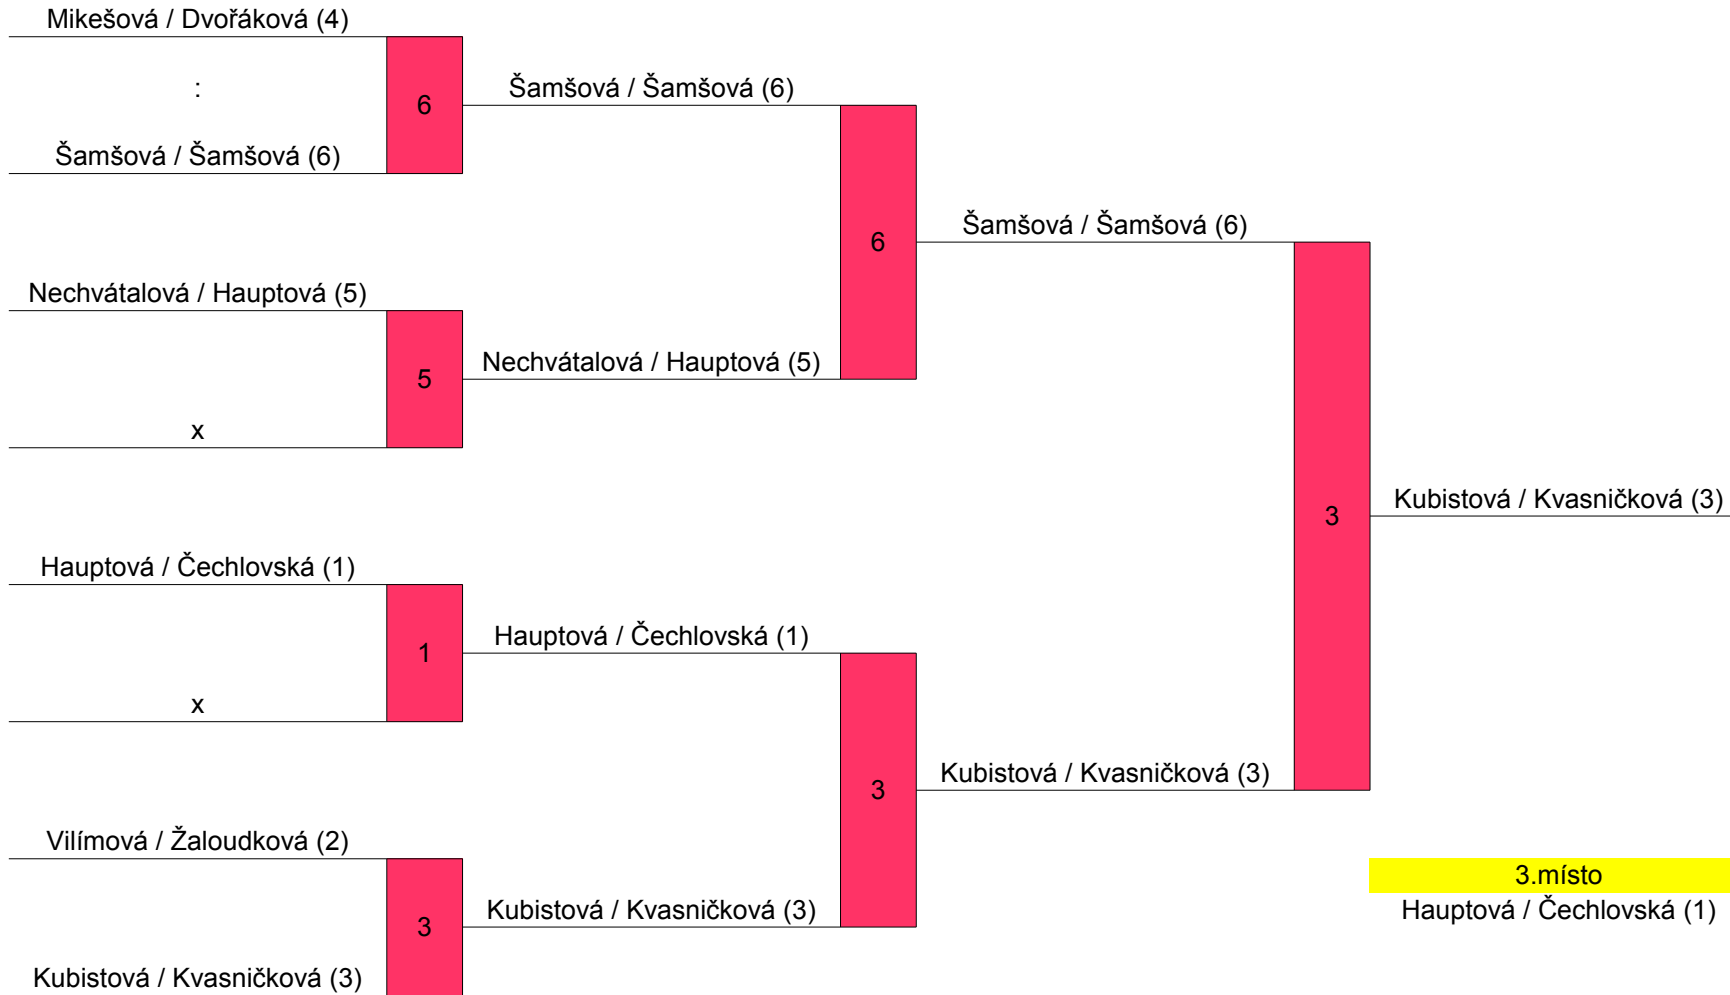 Mikešová / Dvořáková (4)
:
6
Šamšová / Šamšová (6)
Šamšová / Šamšová (6)
6
Šamšová / Šamšová (6)
Nechvátalová / Hauptová (5)
5
Nechvátalová / Hauptová (5)
x
3
Kubistová / Kvasničková (3)
Hauptová / Čechlovská (1)
1
Hauptová / Čechlovská (1)
x
3
Kubistová / Kvasničková (3)
Vilímová / Žaloudková (2)
3
Kubistová / Kvasničková (3)
Kubistová / Kvasničková (3)
3.místo
Hauptová / Čechlovská (1)